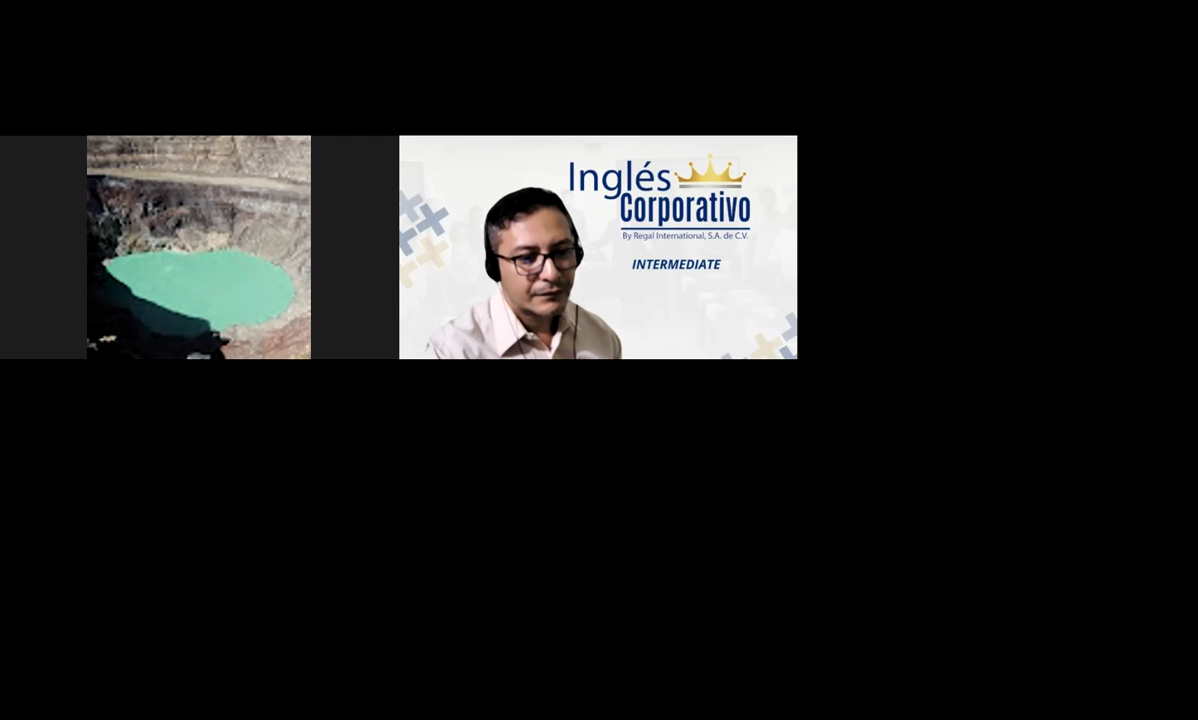 Inglés
Corporativo
By Regal International, S.A. de C.V.
INTERMEDIATE